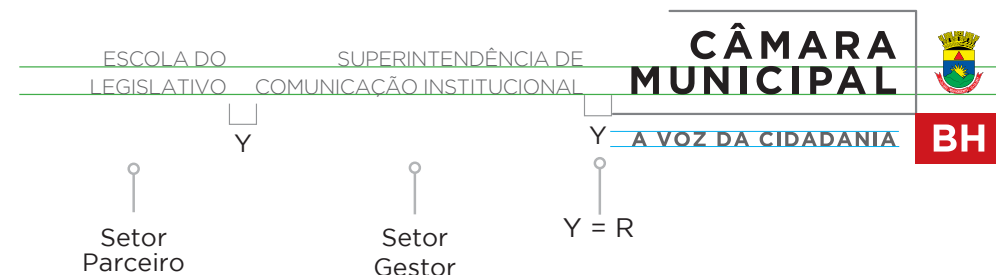 ESCOLA DO
LEGISLATIVO
Y
SUPERINTENDÊNCIA DE
COMUNICAÇÃO INSTITUCIONAL
Y
CÂMARA
MUNICIPAL
A VOZ DA CIDADANIA
BH
Setor
Parceiro
Setor
Gestor
Y = R